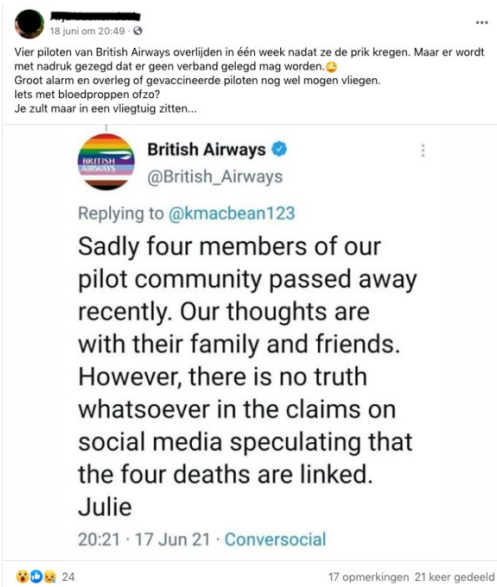 18 juni om 20:49 ·
Vier piloten van British Airways overlijden in één week nadat ze de prik kregen. Maar er wordt
met nadruk gezegd dat er geen verband gelegd mag worden.
Groot alarm en overleg of gevaccineerde piloten nog wel mogen vliegen.
Iets met bloedproppen ofzo?
Je zult maar in een vliegtuig zitten...
BRITISH
AIRWAYS
British Airways
@British_Airways
Replying to @kmacbean123
Sadly four members of our
pilot community passed away
recently. Our thoughts are
with their family and friends.
However, there is no truth
whatsoever in the claims on
social media speculating that
the four deaths are linked.
Julie
20:21 · 17 Jun 21 · Conversocial
24
17 opmerkingen 21 keer gedeeld